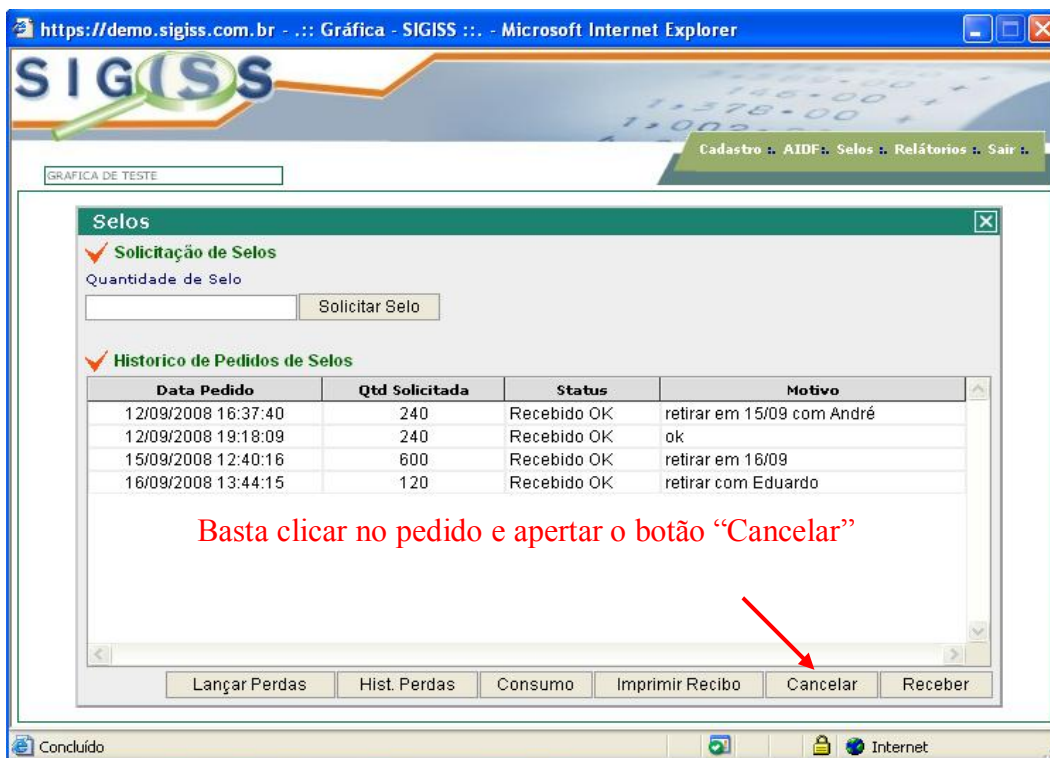 https://demo.sigiss.com.br - .:: Gráfica - SIGISS ::. - Microsoft Internet Explorer
SIGISS
Cadastro :. AIDF:. Selos :. Relátorios :. Sair :.
GRAFICA DE TESTE
Selos
Solicitação de Selos
Quantidade de Selo
Solicitar Selo
Historico de Pedidos de Selos
Data Pedido Qtd Solicitada Status Motivo
12/09/2008 16:37:40 240 Recebido OK retirar em 15/09 com André
12/09/2008 19:18:09 240 Recebido OK ok
15/09/2008 12:40:16 600 Recebido OK retirar em 16/09
16/09/2008 13:44:15 120 Recebido OK retirar com Eduardo
Basta clicar no pedido e apertar o botão “Cancelar”
Lançar Perdas Hist. Perdas Consumo Imprimir Recibo Cancelar Receber
Concluído Internet